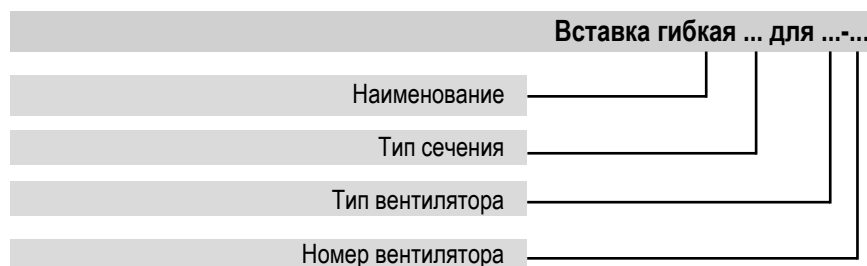 Вставка гибкая ... для ...-...
Наименование
Тип сечения
Тип вентилятора
Номер вентилятора